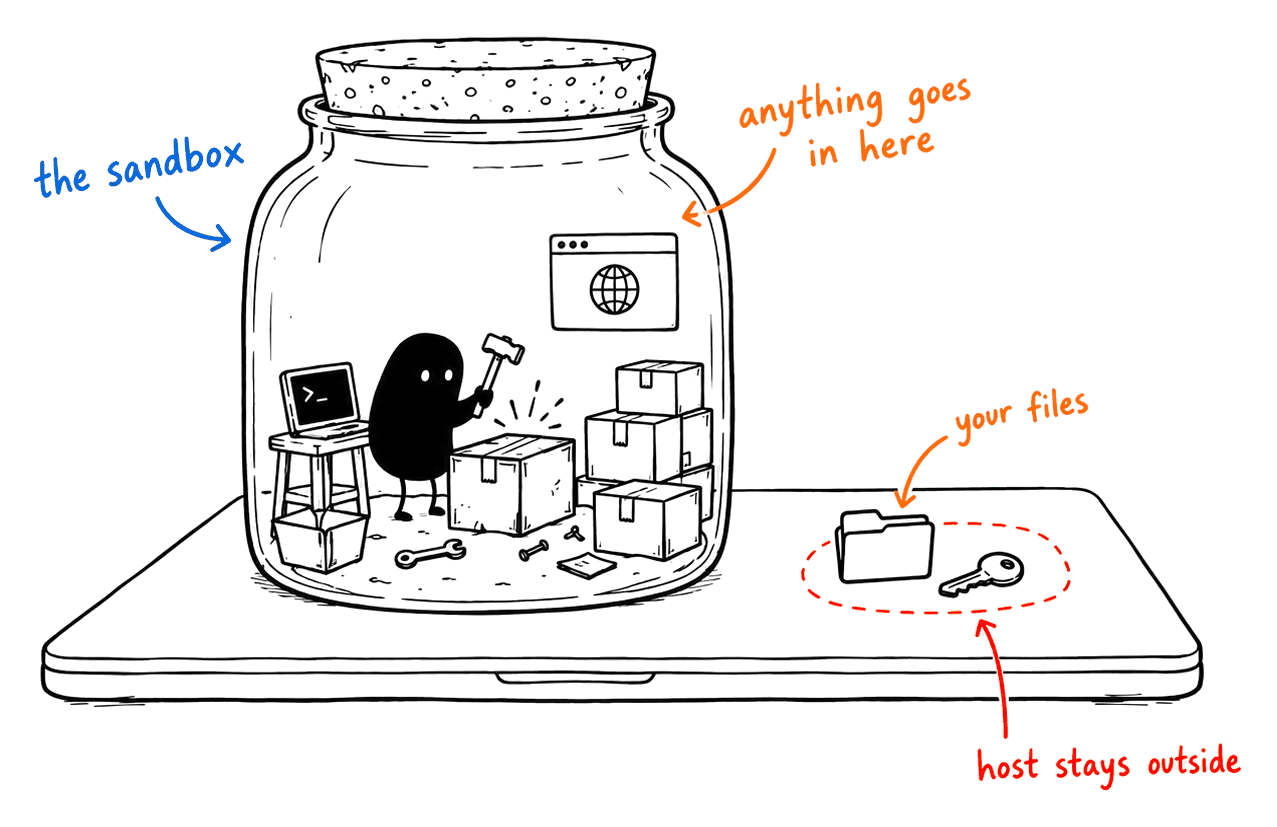 anything goes
in here
the sandbox
>_
your files
host stays outside